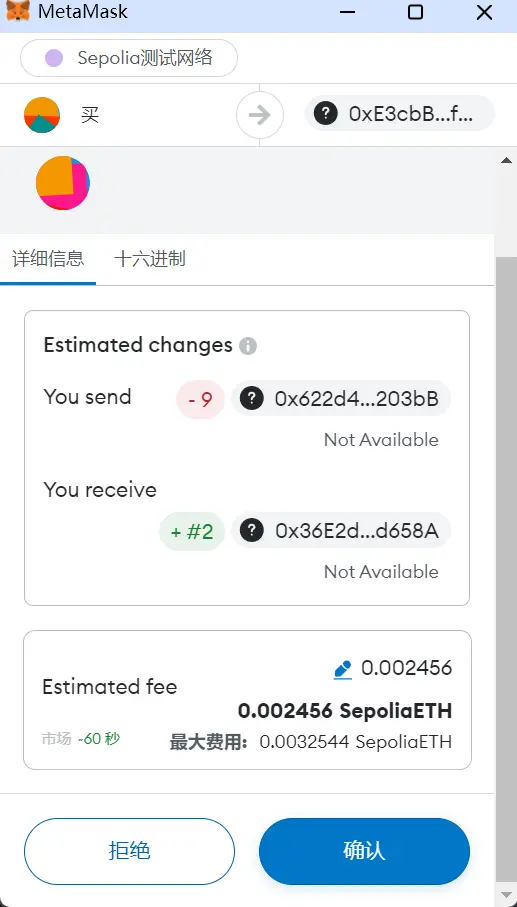 MetaMask
Sepolia测试网络
买
0xE3cbB...f...
详细信息 十六进制
Estimated changes
You send - 9 0x622d4...203bB
Not Available
You receive
+ #2 0x36E2d...d658A
Not Available
0.002456
Estimated fee
0.002456 SepoliaETH
市场 ~60 秒 最大费用: 0.0032544 SepoliaETH
拒绝 确认